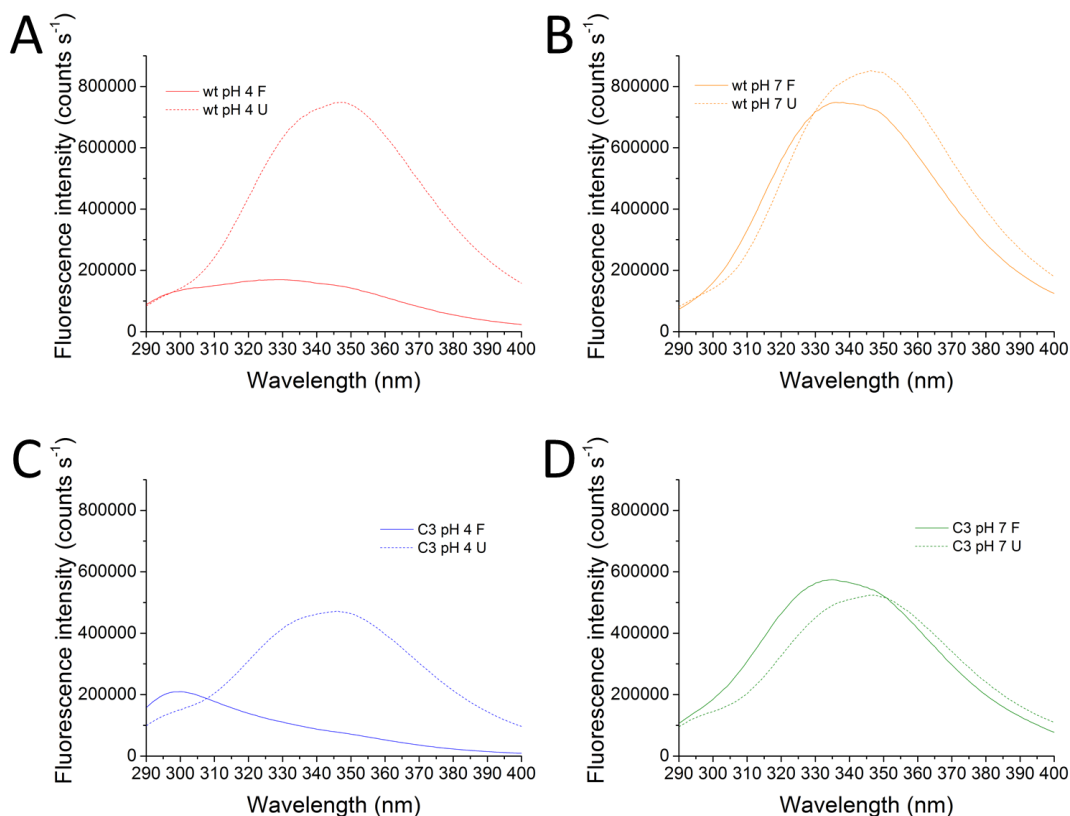 A
Fluorescence intensity (counts s⁻¹)
800000
600000
400000
200000
0
wt pH 4 F
wt pH 4 U
290 300 310 320 330 340 350 360 370 380 390 400
Wavelength (nm)
B
Fluorescence intensity (counts s⁻¹)
800000
600000
400000
200000
0
wt pH 7 F
wt pH 7 U
290 300 310 320 330 340 350 360 370 380 390 400
Wavelength (nm)
C
Fluorescence intensity (counts s⁻¹)
800000
600000
400000
200000
0
C3 pH 4 F
C3 pH 4 U
290 300 310 320 330 340 350 360 370 380 390 400
Wavelength (nm)
D
Fluorescence intensity (counts s⁻¹)
800000
600000
400000
200000
0
C3 pH 7 F
C3 pH 7 U
290 300 310 320 330 340 350 360 370 380 390 400
Wavelength (nm)